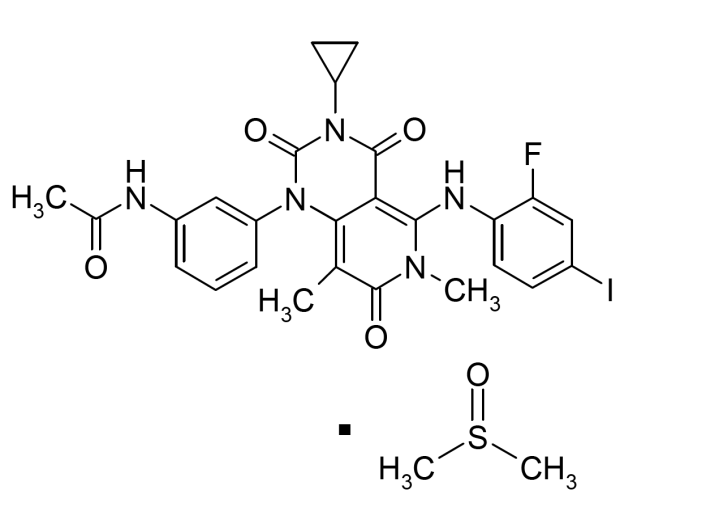 O N O
H H F
H₃C N N N
O N
H₃C CH₃ I
O
O
S
H₃C CH₃